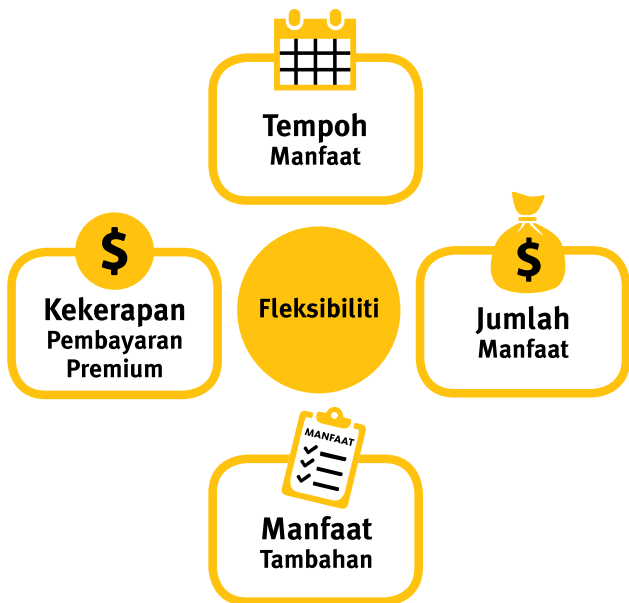 Tempoh
Manfaat
$
Kekerapan
Pembayaran
Premium
Fleksibiliti
$
Jumlah
Manfaat
MANFAAT
Manfaat
Tambahan